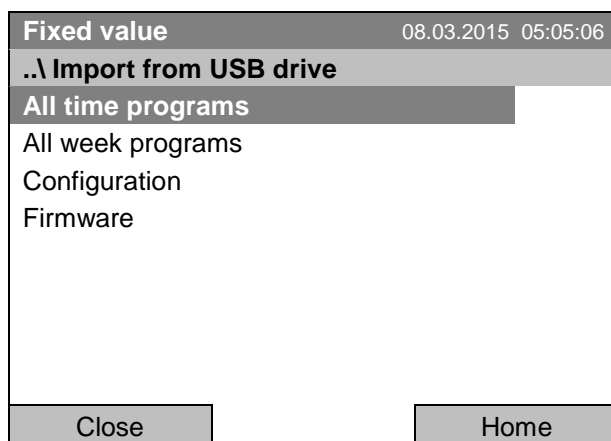 Fixed value 08.03.2015 05:05:06
..\ Import from USB drive
All time programs
All week programs
Configuration
Firmware
Close Home